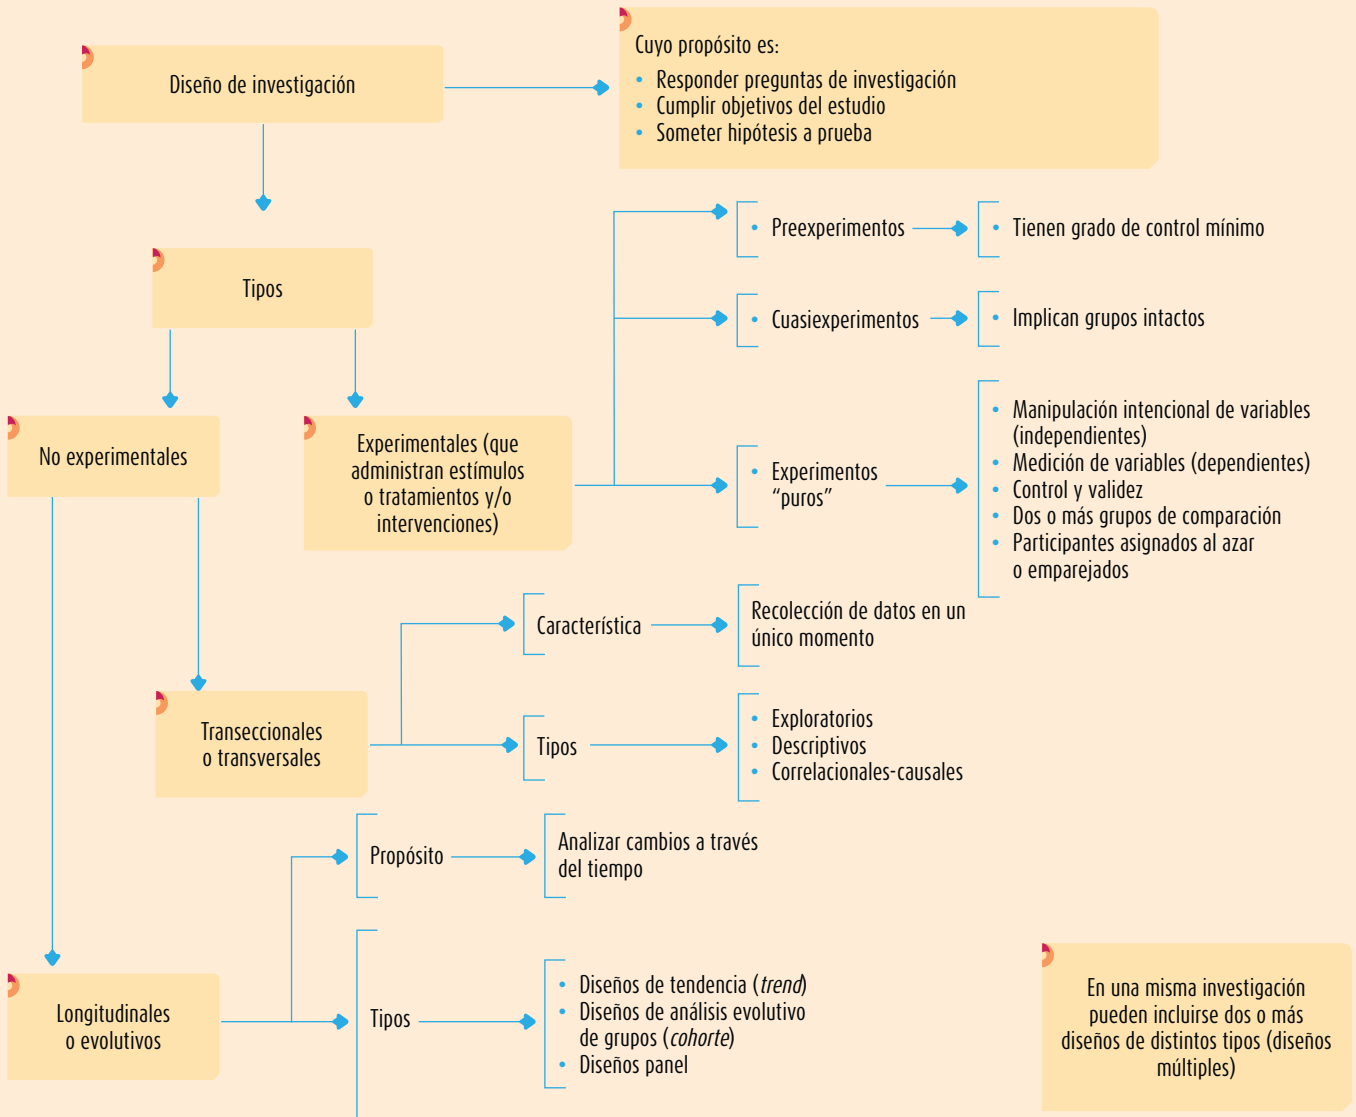 Diseño de investigación
Cuyo propósito es:
• Responder preguntas de investigación
• Cumplir objetivos del estudio
• Someter hipótesis a prueba
Tipos
No experimentales
Experimentales (que
administran estímulos
o tratamientos y/o
intervenciones)
• Preexperimentos
• Tienen grado de control mínimo
• Cuasiexperimentos
• Implican grupos intactos
• Experimentos
“puros”
• Manipulación intencional de variables
(independientes)
• Medición de variables (dependientes)
• Control y validez
• Dos o más grupos de comparación
• Participantes asignados al azar
o emparejados
Transeccionales
o transversales
Característica
Recolección de datos en un
único momento
Tipos
• Exploratorios
• Descriptivos
• Correlacionales-causales
Longitudinales
o evolutivos
Propósito
Analizar cambios a través
del tiempo
Tipos
• Diseños de tendencia (trend)
• Diseños de análisis evolutivo
de grupos (cohorte)
• Diseños panel
En una misma investigación
pueden incluirse dos o más
diseños de distintos tipos (diseños
múltiples)